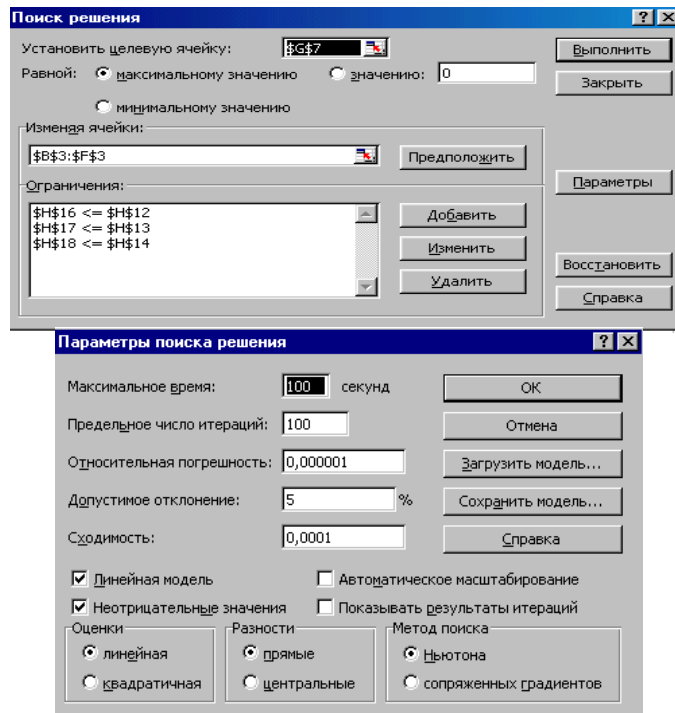 Поиск решения
Установить целевую ячейку: $G$7 Выполнить
Равной: максимальному значению значению: 0 Закрыть
минимальному значению
Изменяя ячейки:
$B$3:$F$3 Предположить
Ограничения: Параметры
$H$16 <= $H$12 Добавить
$H$17 <= $H$13
$H$18 <= $H$14 Изменить
Восстановить
Удалить
Справка
Параметры поиска решения
Максимальное время: 100 секунд ОК
Предельное число итераций: 100 Отмена
Относительная погрешность: 0,000001 Загрузить модель...
Допустимое отклонение: 5 % Сохранить модель...
Сходимость: 0,0001 Справка
Линейная модель Автоматическое масштабирование
Неотрицательные значения Показывать результаты итераций
Оценки Разности Метод поиска
линейная прямые Ньютона
квадратичная центральные сопряженных градиентов